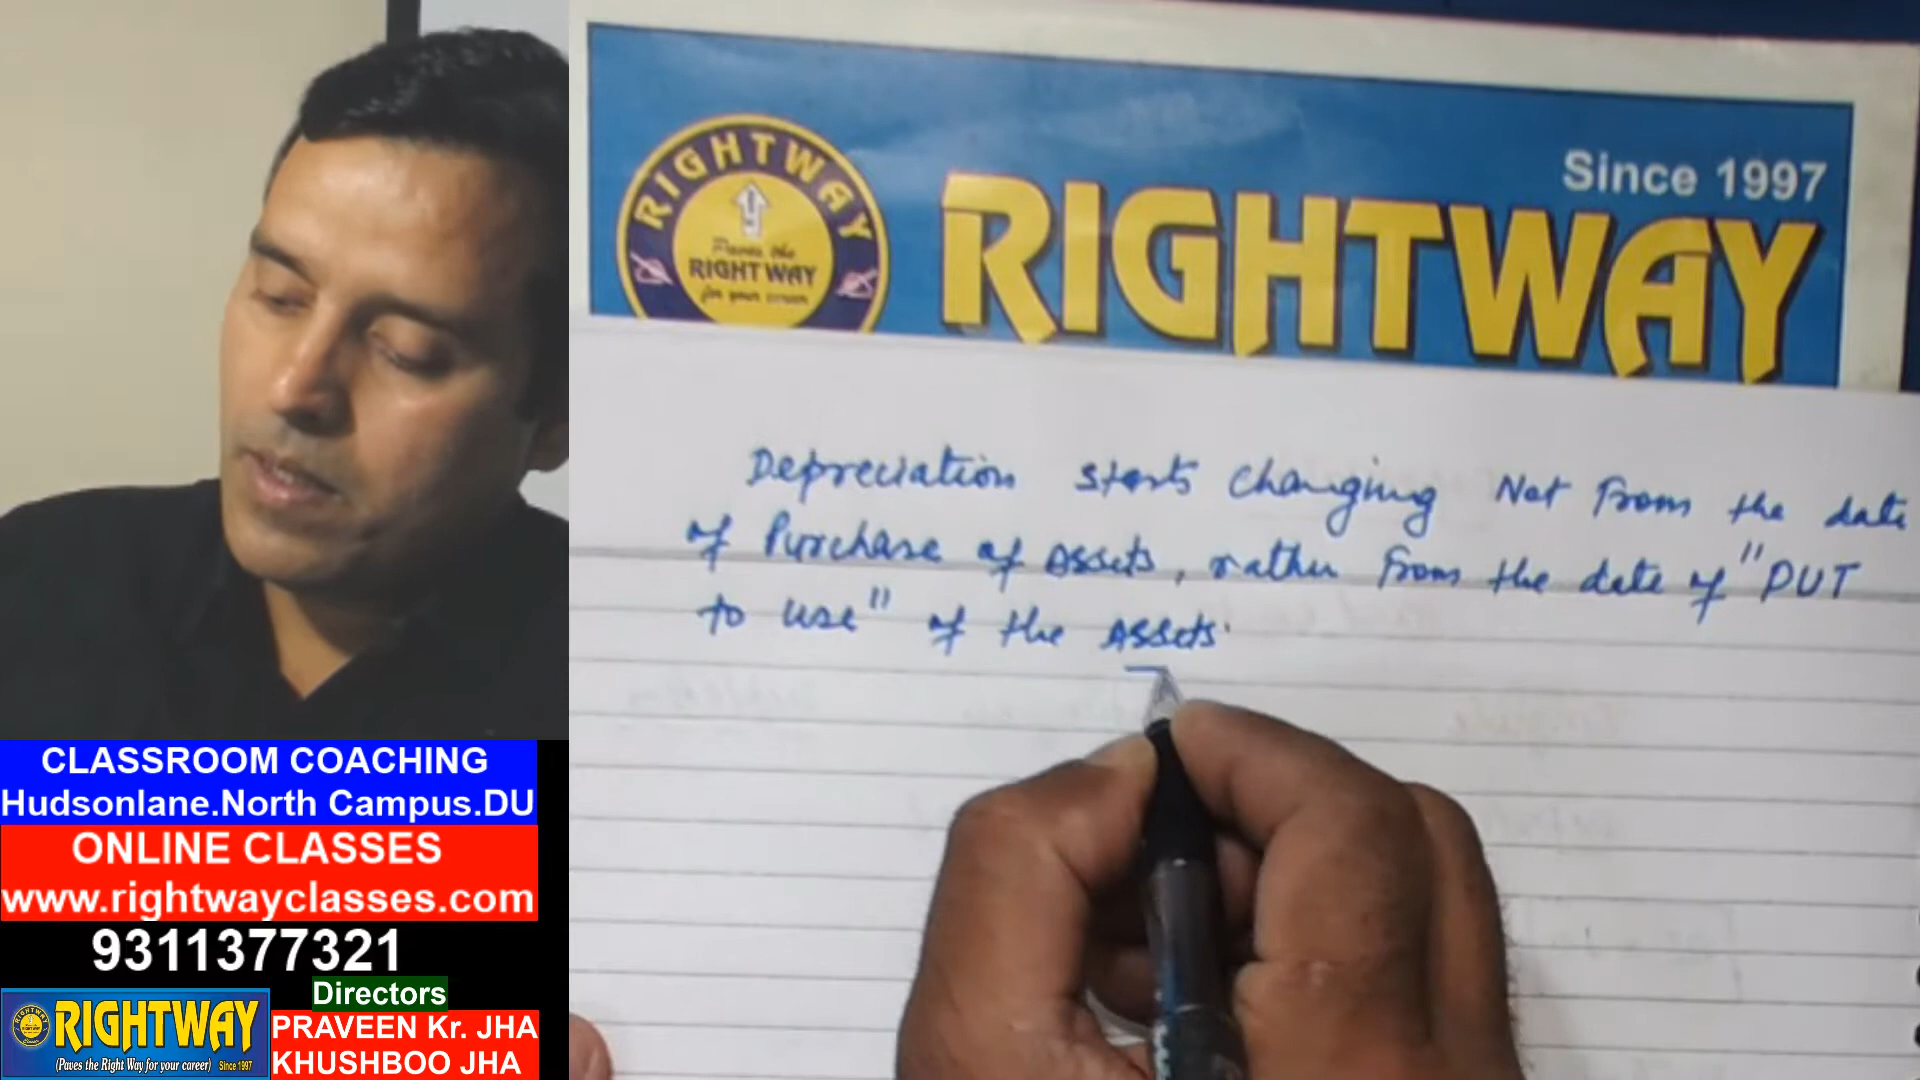 Since 1997
RIGHTWAY
RIGHTWAY
Paves the
RIGHT WAY
for your career
Depreciation starts changing Not from the date
of Purchase of Assets, rather from the date of "PUT
to use" of the Assets.
CLASSROOM COACHING
Hudsonlane.North Campus.DU
ONLINE CLASSES
www.rightwayclasses.com
9311377321
Directors
PRAVEEN Kr. JHA
KHUSHBOO JHA
RIGHTWAY
(Paves the Right Way for your career) Since 1997